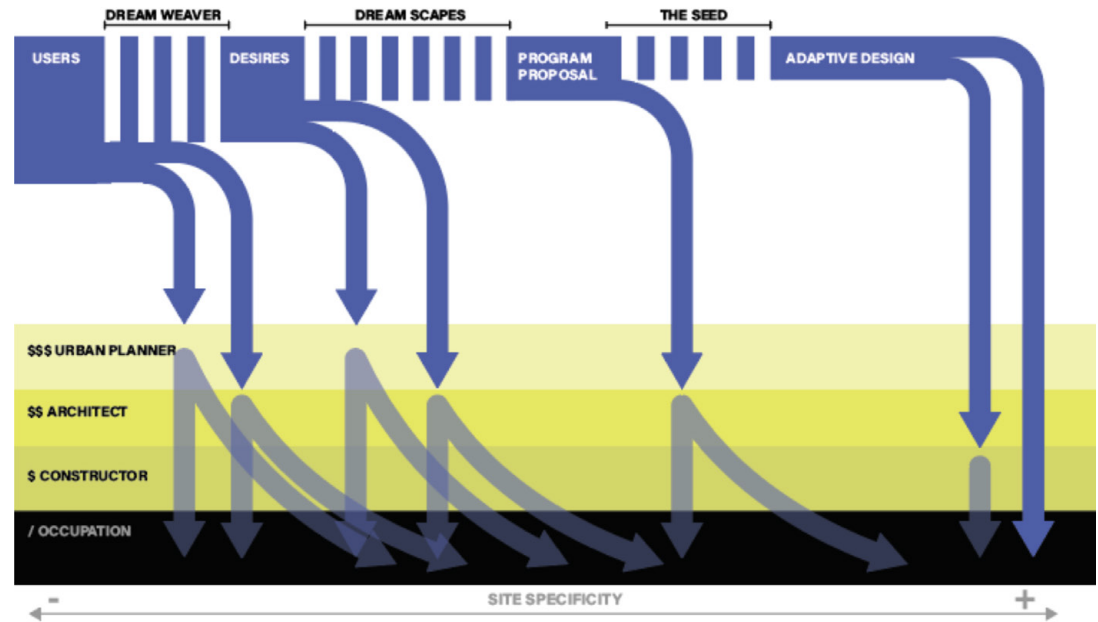 DREAM WEAVER
DREAM SCAPES
THE SEED
USERS
DESIRES
PROGRAM
PROPOSAL
ADAPTIVE DESIGN
$$$ URBAN PLANNER
$$ ARCHITECT
$ CONSTRUCTOR
/ OCCUPATION
- SITE SPECIFICITY +